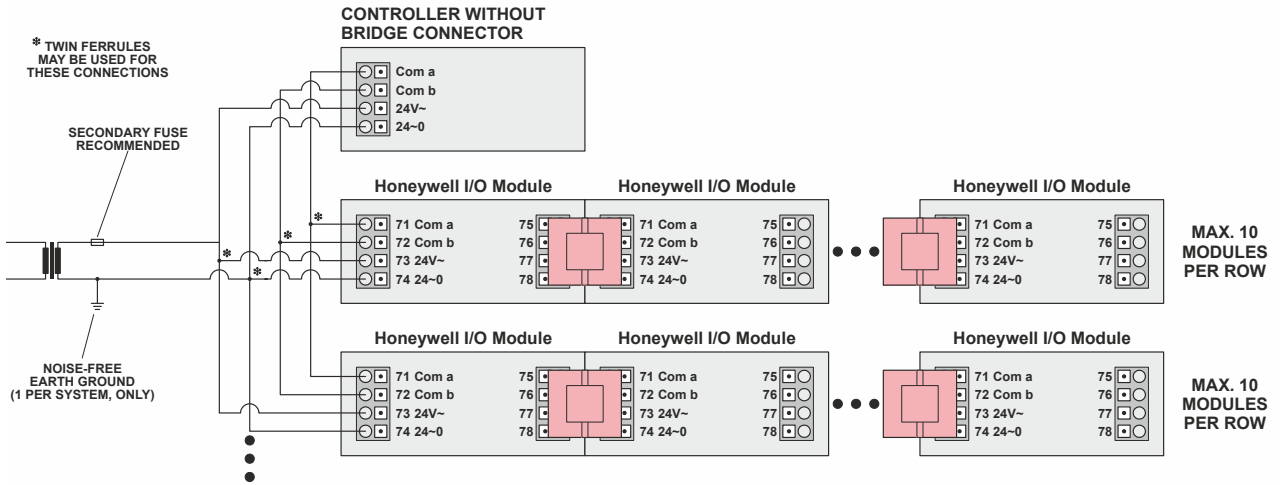 CONTROLLER WITHOUT
BRIDGE CONNECTOR
* TWIN FERRULES
MAY BE USED FOR
THESE CONNECTIONS
Com a
Com b
24V~
24~0
SECONDARY FUSE
RECOMMENDED
Honeywell I/O Module
Honeywell I/O Module
Honeywell I/O Module
*
71 Com a
75
71 Com a
75
71 Com a
75
*
72 Com b
76
72 Com b
76
72 Com b
76
*
73 24V~
77
73 24V~
77
73 24V~
77
*
74 24~0
78
74 24~0
78
74 24~0
78
MAX. 10
MODULES
PER ROW
NOISE-FREE
EARTH GROUND
(1 PER SYSTEM, ONLY)
Honeywell I/O Module
Honeywell I/O Module
Honeywell I/O Module
71 Com a
75
71 Com a
75
71 Com a
75
72 Com b
76
72 Com b
76
72 Com b
76
73 24V~
77
73 24V~
77
73 24V~
77
74 24~0
78
74 24~0
78
74 24~0
78
MAX. 10
MODULES
PER ROW